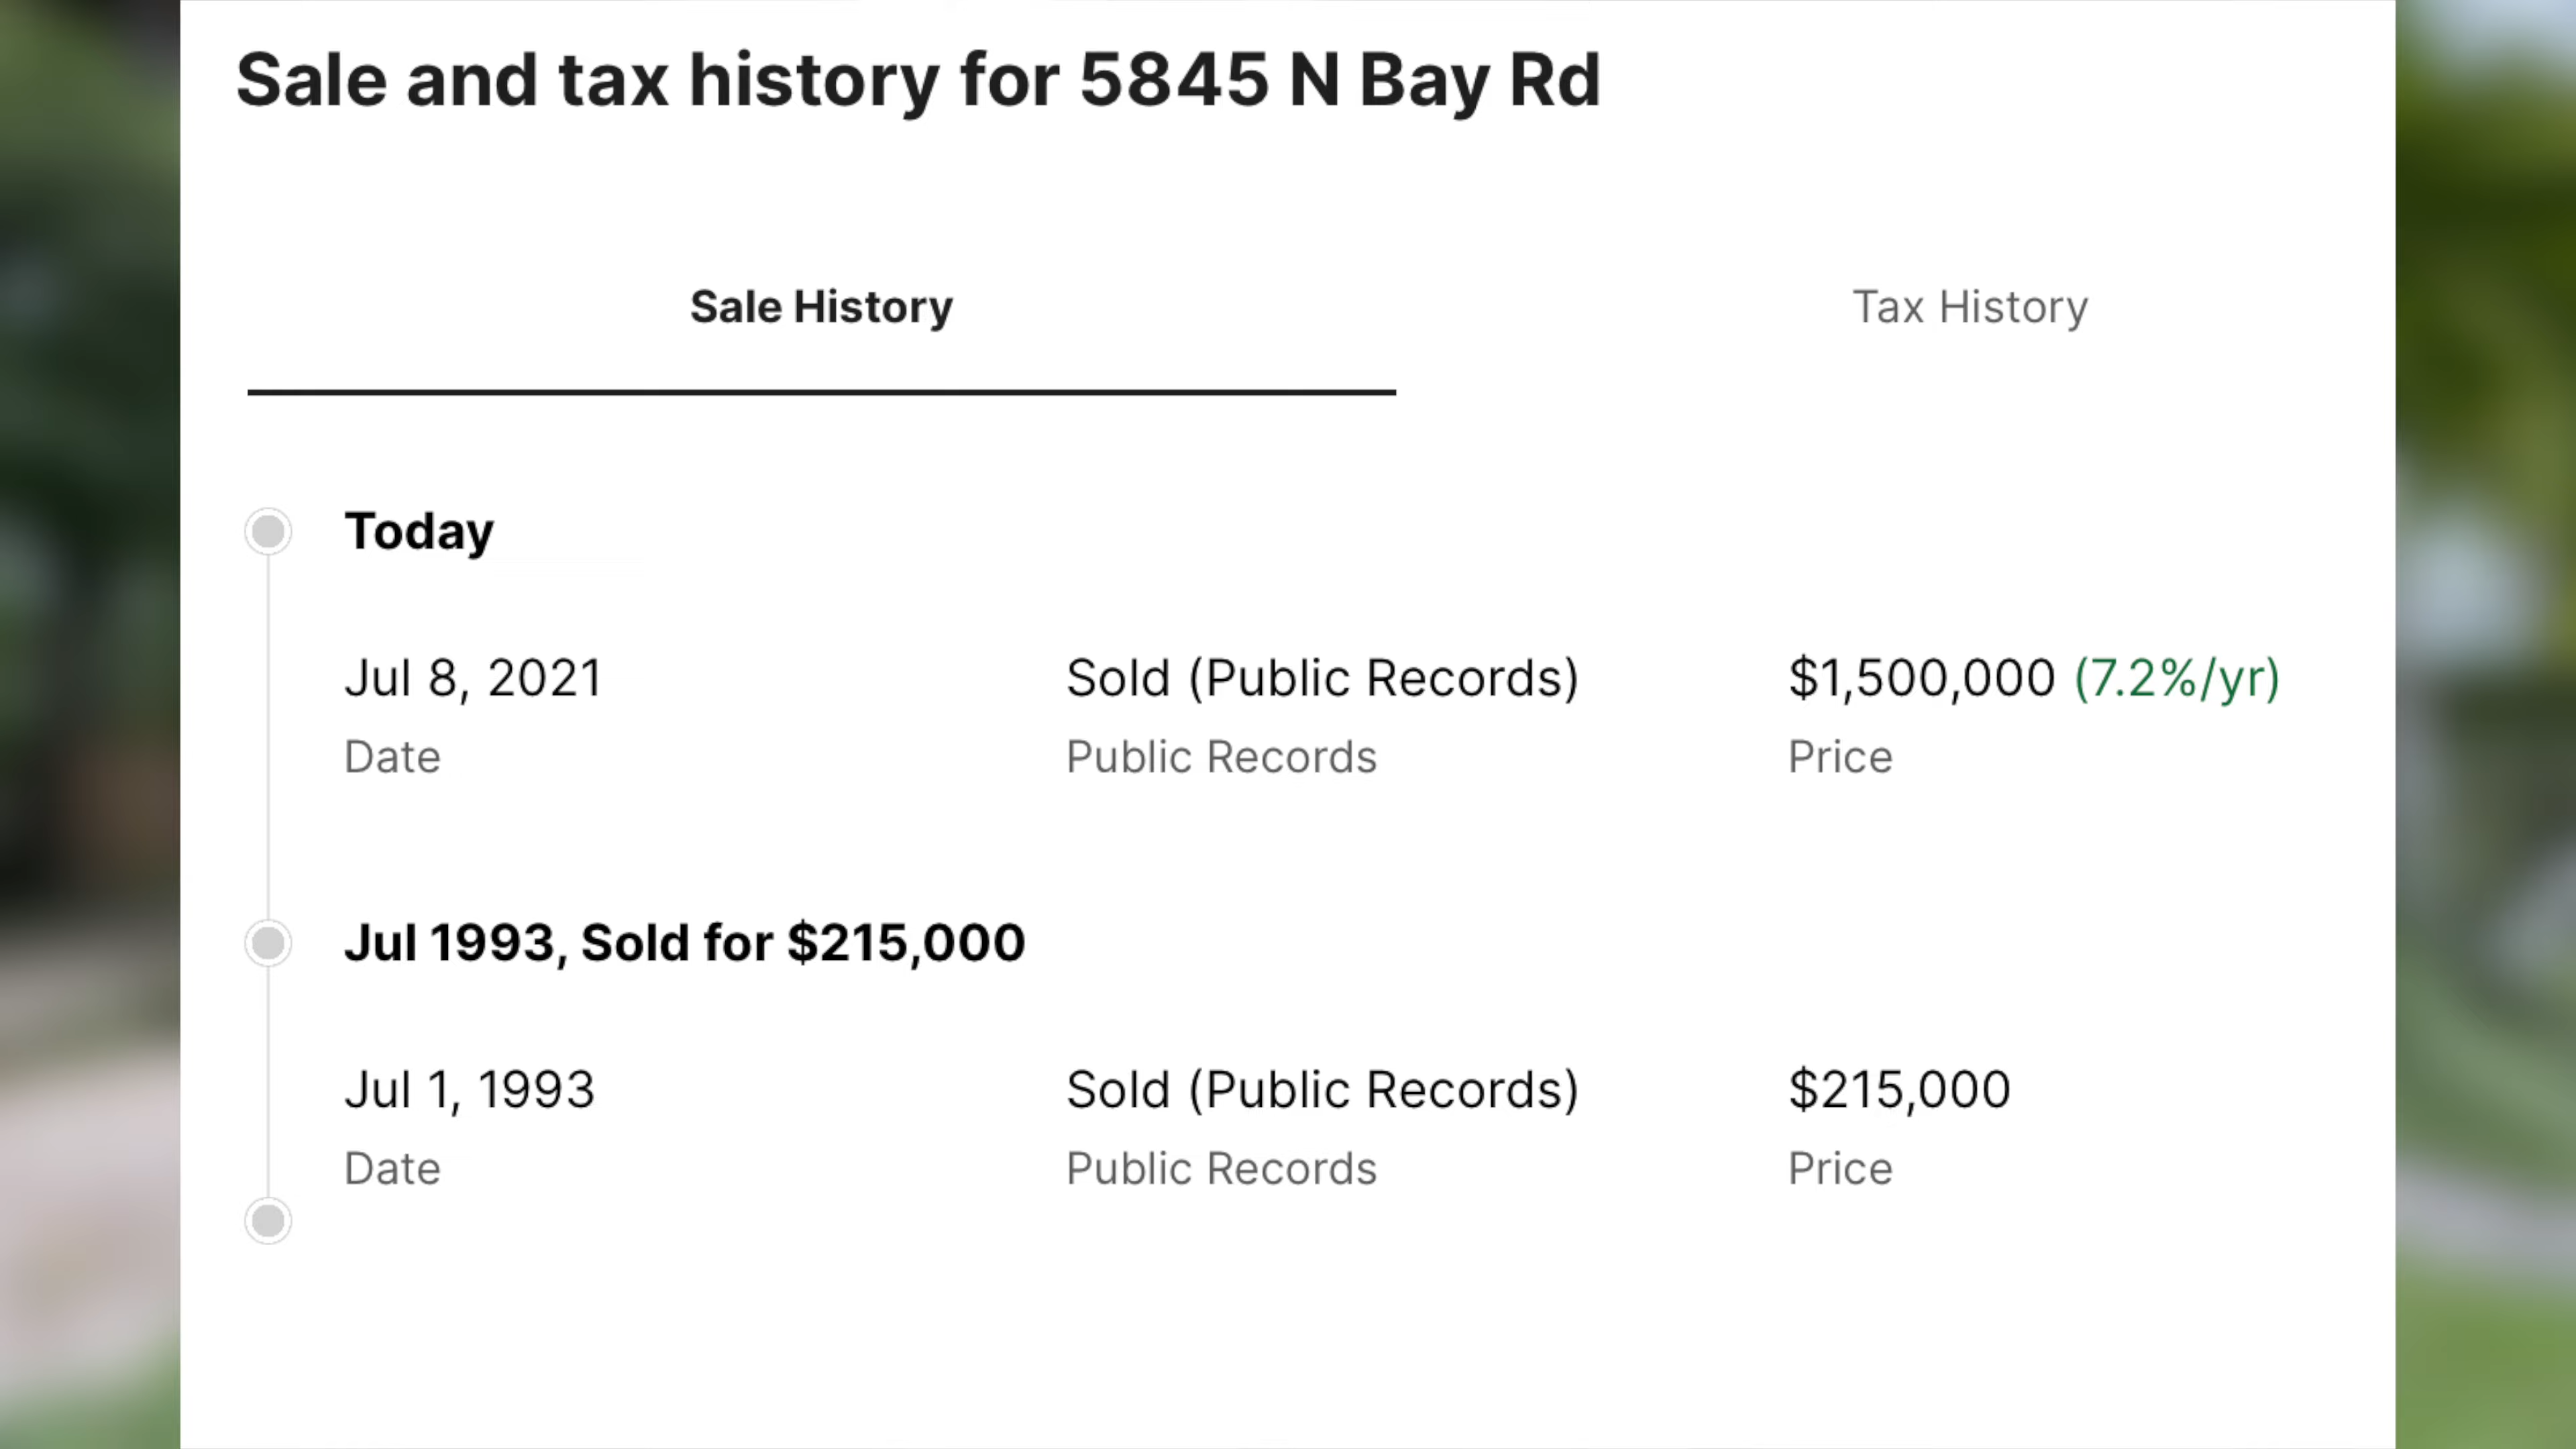 Sale and tax history for 5845 N Bay Rd
Sale History Tax History
Today
Jul 8, 2021 Sold (Public Records) $1,500,000 (7.2%/yr)
Date Public Records Price
Jul 1993, Sold for $215,000
Jul 1, 1993 Sold (Public Records) $215,000
Date Public Records Price